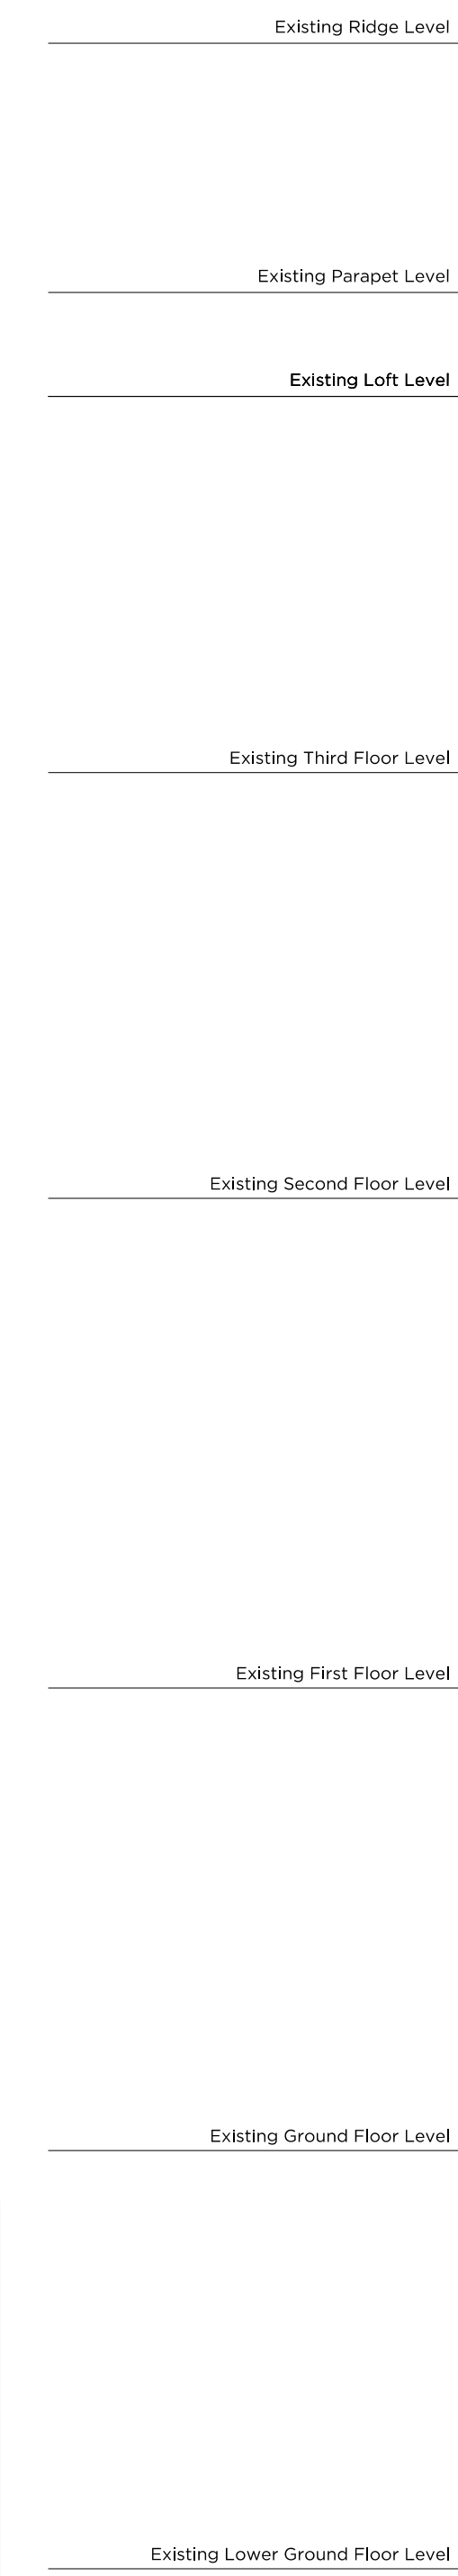 Existing Ridge Level
Existing Parapet Level
Existing Loft Level
Existing Third Floor Level
Existing Second Floor Level
Existing First Floor Level
Existing Ground Floor Level
Existing Lower Ground Floor Level